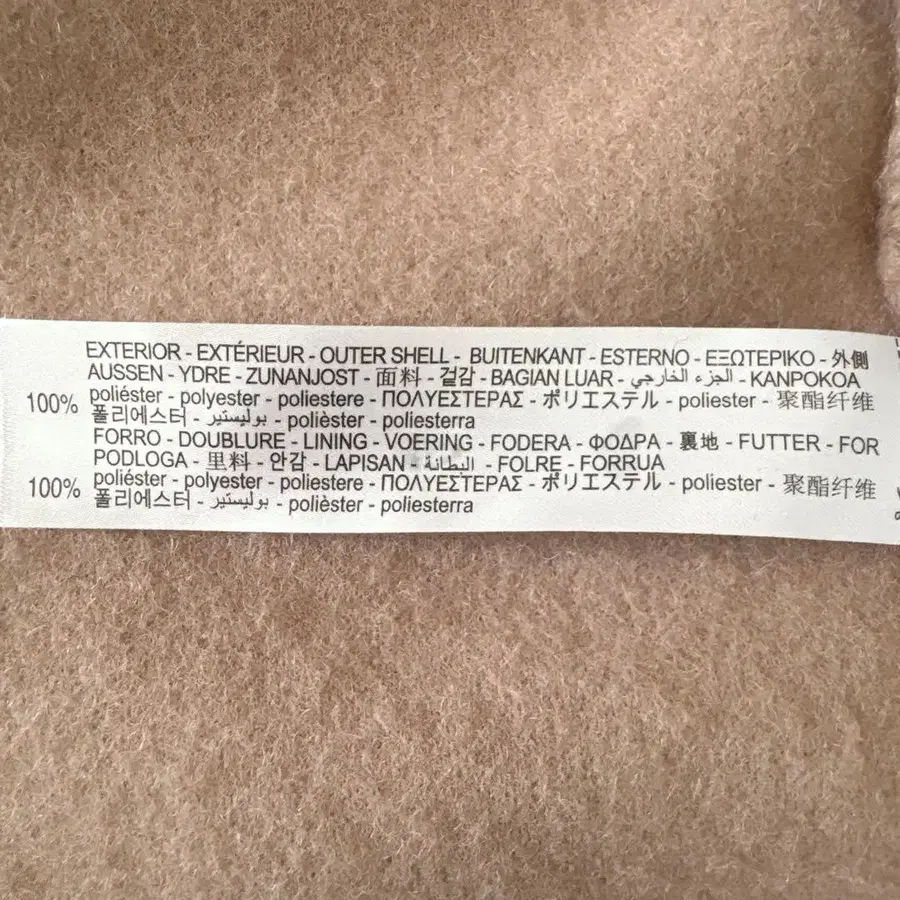 EXTERIOR - EXTÉRIEUR - OUTER SHELL - BUITENKANT - ESTERNO - ΕΞΩΤΕΡΙΚΟ - 外側
AUSSEN - YDRE - ZUNANJOST - 面料 - 겉감 - BAGIAN LUAR - الجزء الخارجي - KANPOKOA
100% poliéster - polyester - poliestere - ΠΟΛΥΕΣΤΕΡΑΣ - ポリエステル - poliester - 聚酯纤维
폴리에스터 - بوليستير - polièster - poliesterra
FORRO - DOUBLURE - LINING - VOERING - FODERA - ΦΟΔΡΑ - 裏地 - FUTTER - FOR
PODLOGA - 里料 - 안감 - LAPISAN - البطانة - FOLRE - FORRUA
100% poliéster - polyester - poliestere - ΠΟΛΥΕΣΤΕΡΑΣ - ポリエステル - poliester - 聚酯纤维
폴리에스터 - بوليستير - polièster - poliesterra